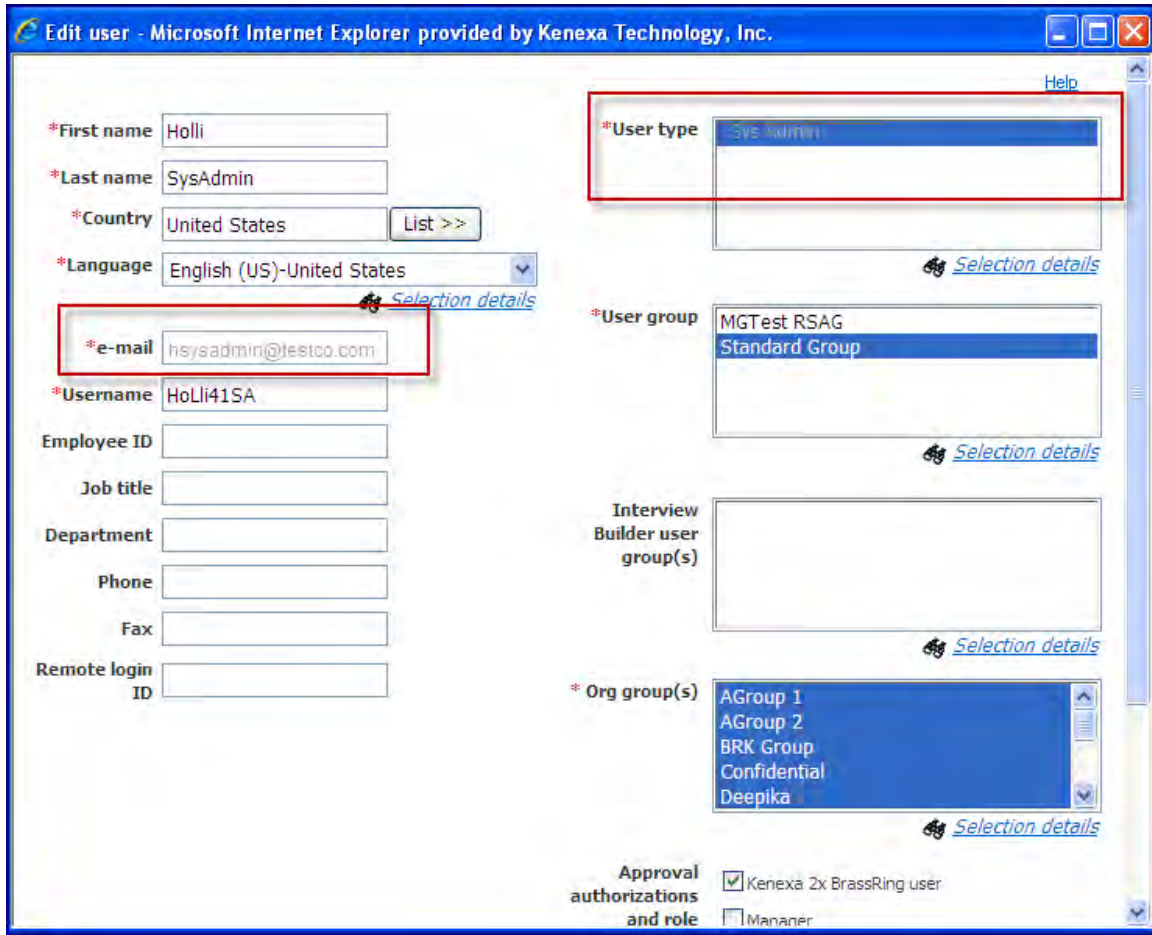 Edit user - Microsoft Internet Explorer provided by Kenexa Technology, Inc.
Help
*First name Holli
*Last name SysAdmin
*Country United States List >>
*Language English (US)-United States
Selection details
*e-mail hsysadmin@testco.com
*Username HoLli41SA
Employee ID
Job title
Department
Phone
Fax
Remote login
ID
*User type Sys Admin
Selection details
*User group MGTest RSAG
Standard Group
Selection details
Interview
Builder user
group(s)
Selection details
* Org group(s) AGroup 1
AGroup 2
BRK Group
Confidential
Deepika
Selection details
Approval
authorizations
and role
Kenexa 2x BrassRing user
Manager